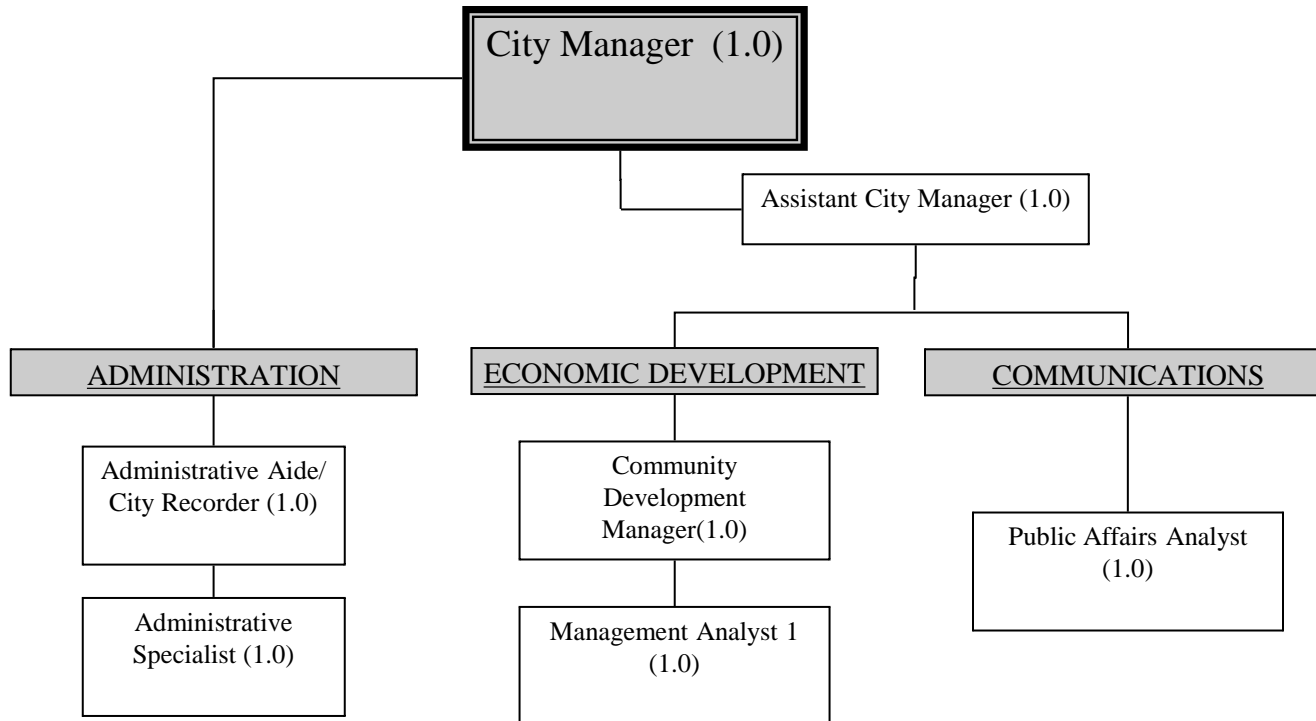 City Manager (1.0)
Assistant City Manager (1.0)
ADMINISTRATION
ECONOMIC DEVELOPMENT
COMMUNICATIONS
Administrative Aide/
City Recorder (1.0)
Community
Development
Manager(1.0)
Public Affairs Analyst
(1.0)
Administrative
Specialist (1.0)
Management Analyst 1
(1.0)